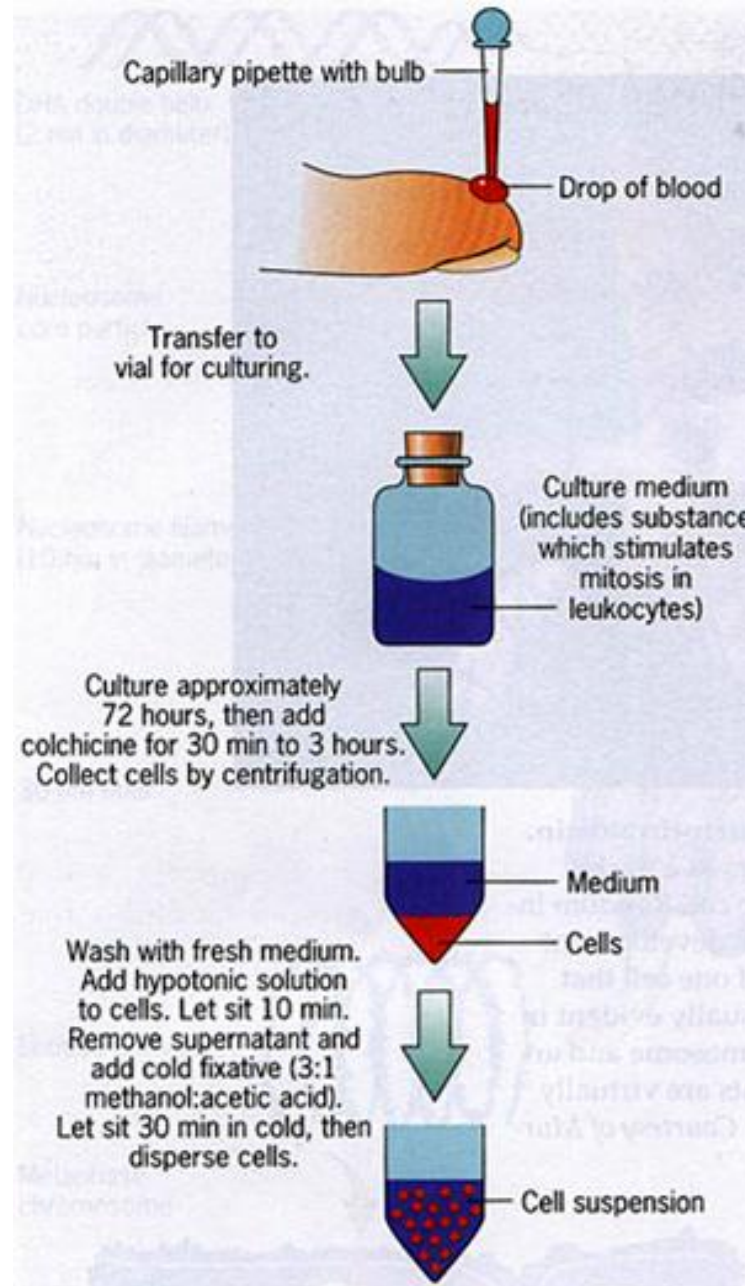 Capillary pipette with bulb
Drop of blood
Transfer to
vial for culturing.
Culture medium
(includes substance
which stimulates
mitosis in
leukocytes)
Culture approximately
72 hours, then add
colchicine for 30 min to 3 hours.
Collect cells by centrifugation.
Medium
Cells
Wash with fresh medium.
Add hypotonic solution
to cells. Let sit 10 min.
Remove supernatant and
add cold fixative (3:1
methanol:acetic acid).
Let sit 30 min in cold, then
disperse cells.
Cell suspension